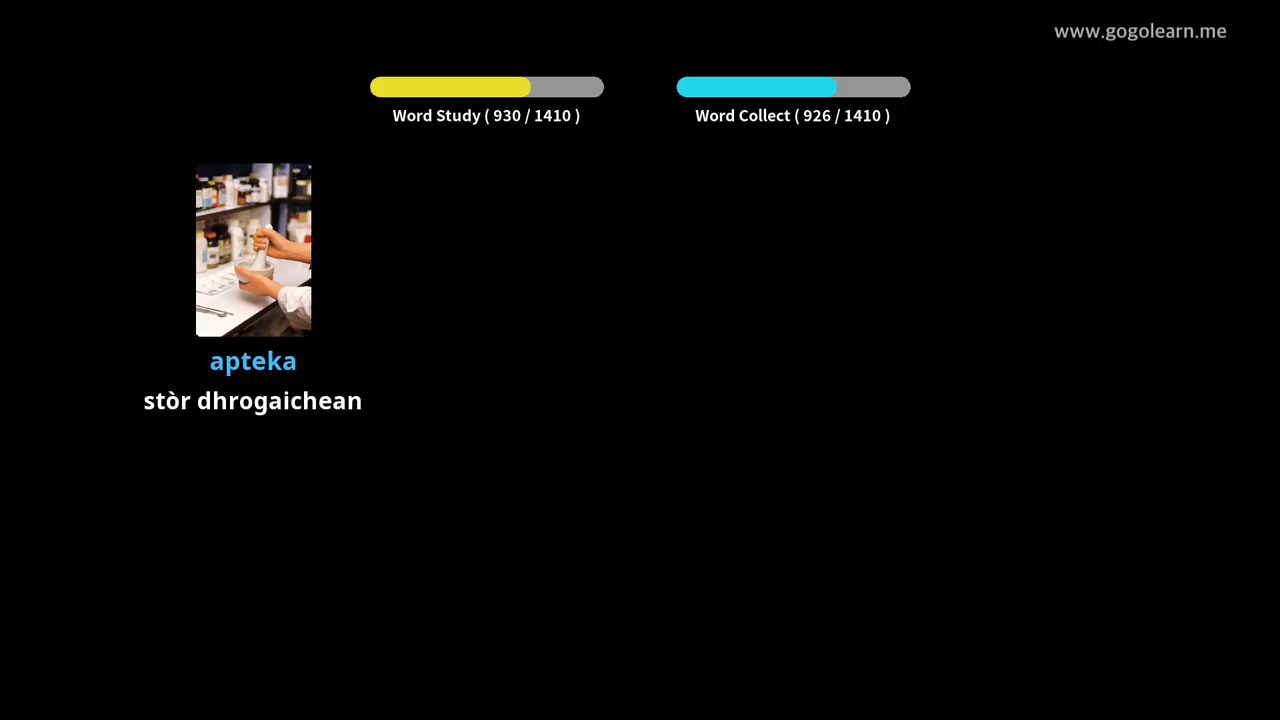 www.gogolearn.me
Word Study ( 930 / 1410 )
Word Collect ( 926 / 1410 )
apteka
stòr dhrogaichean